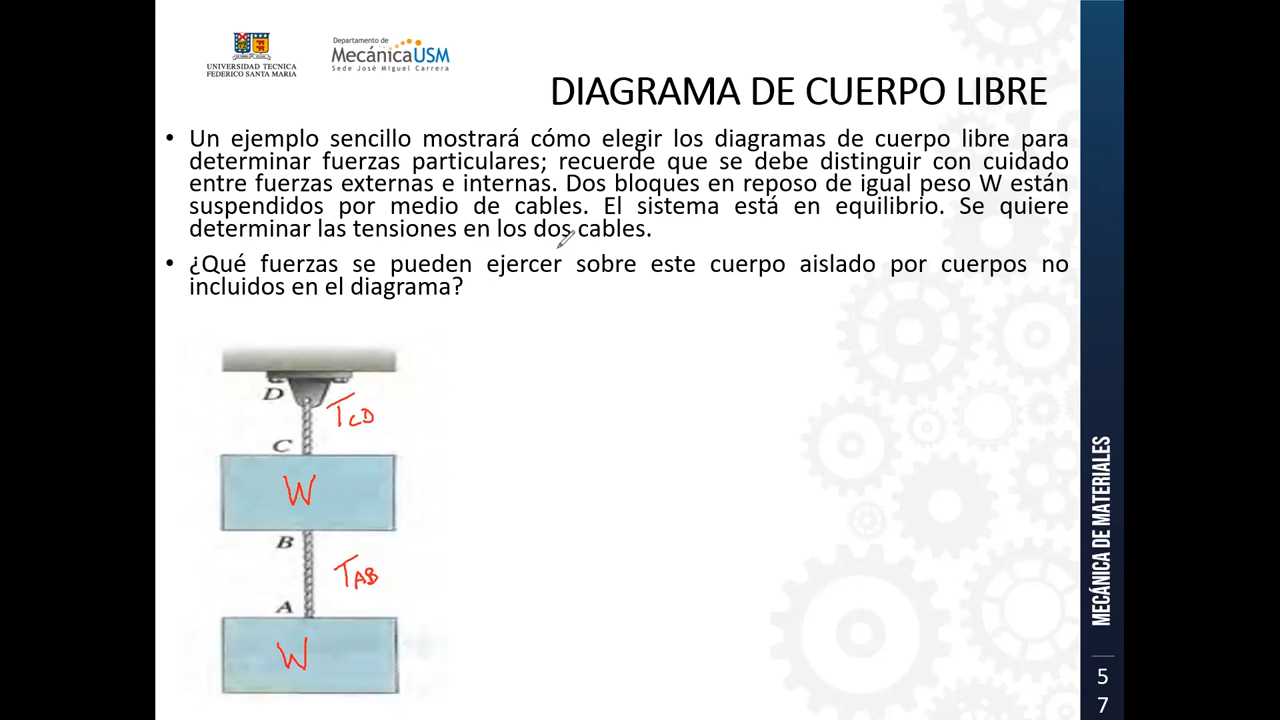 UNIVERSIDAD TECNICA
FEDERICO SANTA MARIA
Departamento de
MecánicaUSM
Sede José Miguel Carrera
DIAGRAMA DE CUERPO LIBRE
• Un ejemplo sencillo mostrará cómo elegir los diagramas de cuerpo libre para
determinar fuerzas particulares; recuerde que se debe distinguir con cuidado
entre fuerzas externas e internas. Dos bloques en reposo de igual peso W están
suspendidos por medio de cables. El sistema está en equilibrio. Se quiere
determinar las tensiones en los dos cables.
• ¿Qué fuerzas se pueden ejercer sobre este cuerpo aislado por cuerpos no
incluidos en el diagrama?
D
TCD
C
W
B
TAB
A
W
MECÁNICA DE MATERIALES
5
7